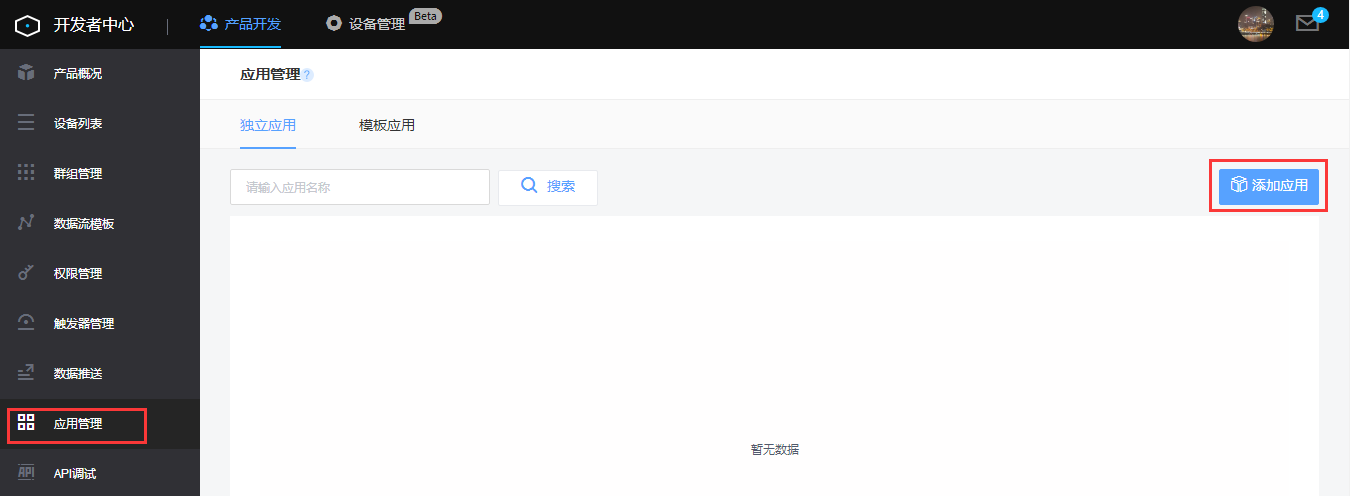 开发者中心
产品开发
设备管理
Beta
4
产品概况
设备列表
群组管理
数据流模板
权限管理
触发器管理
数据推送
应用管理
API
API调试
应用管理?
独立应用
模板应用
请输入应用名称
搜索
添加应用
暂无数据